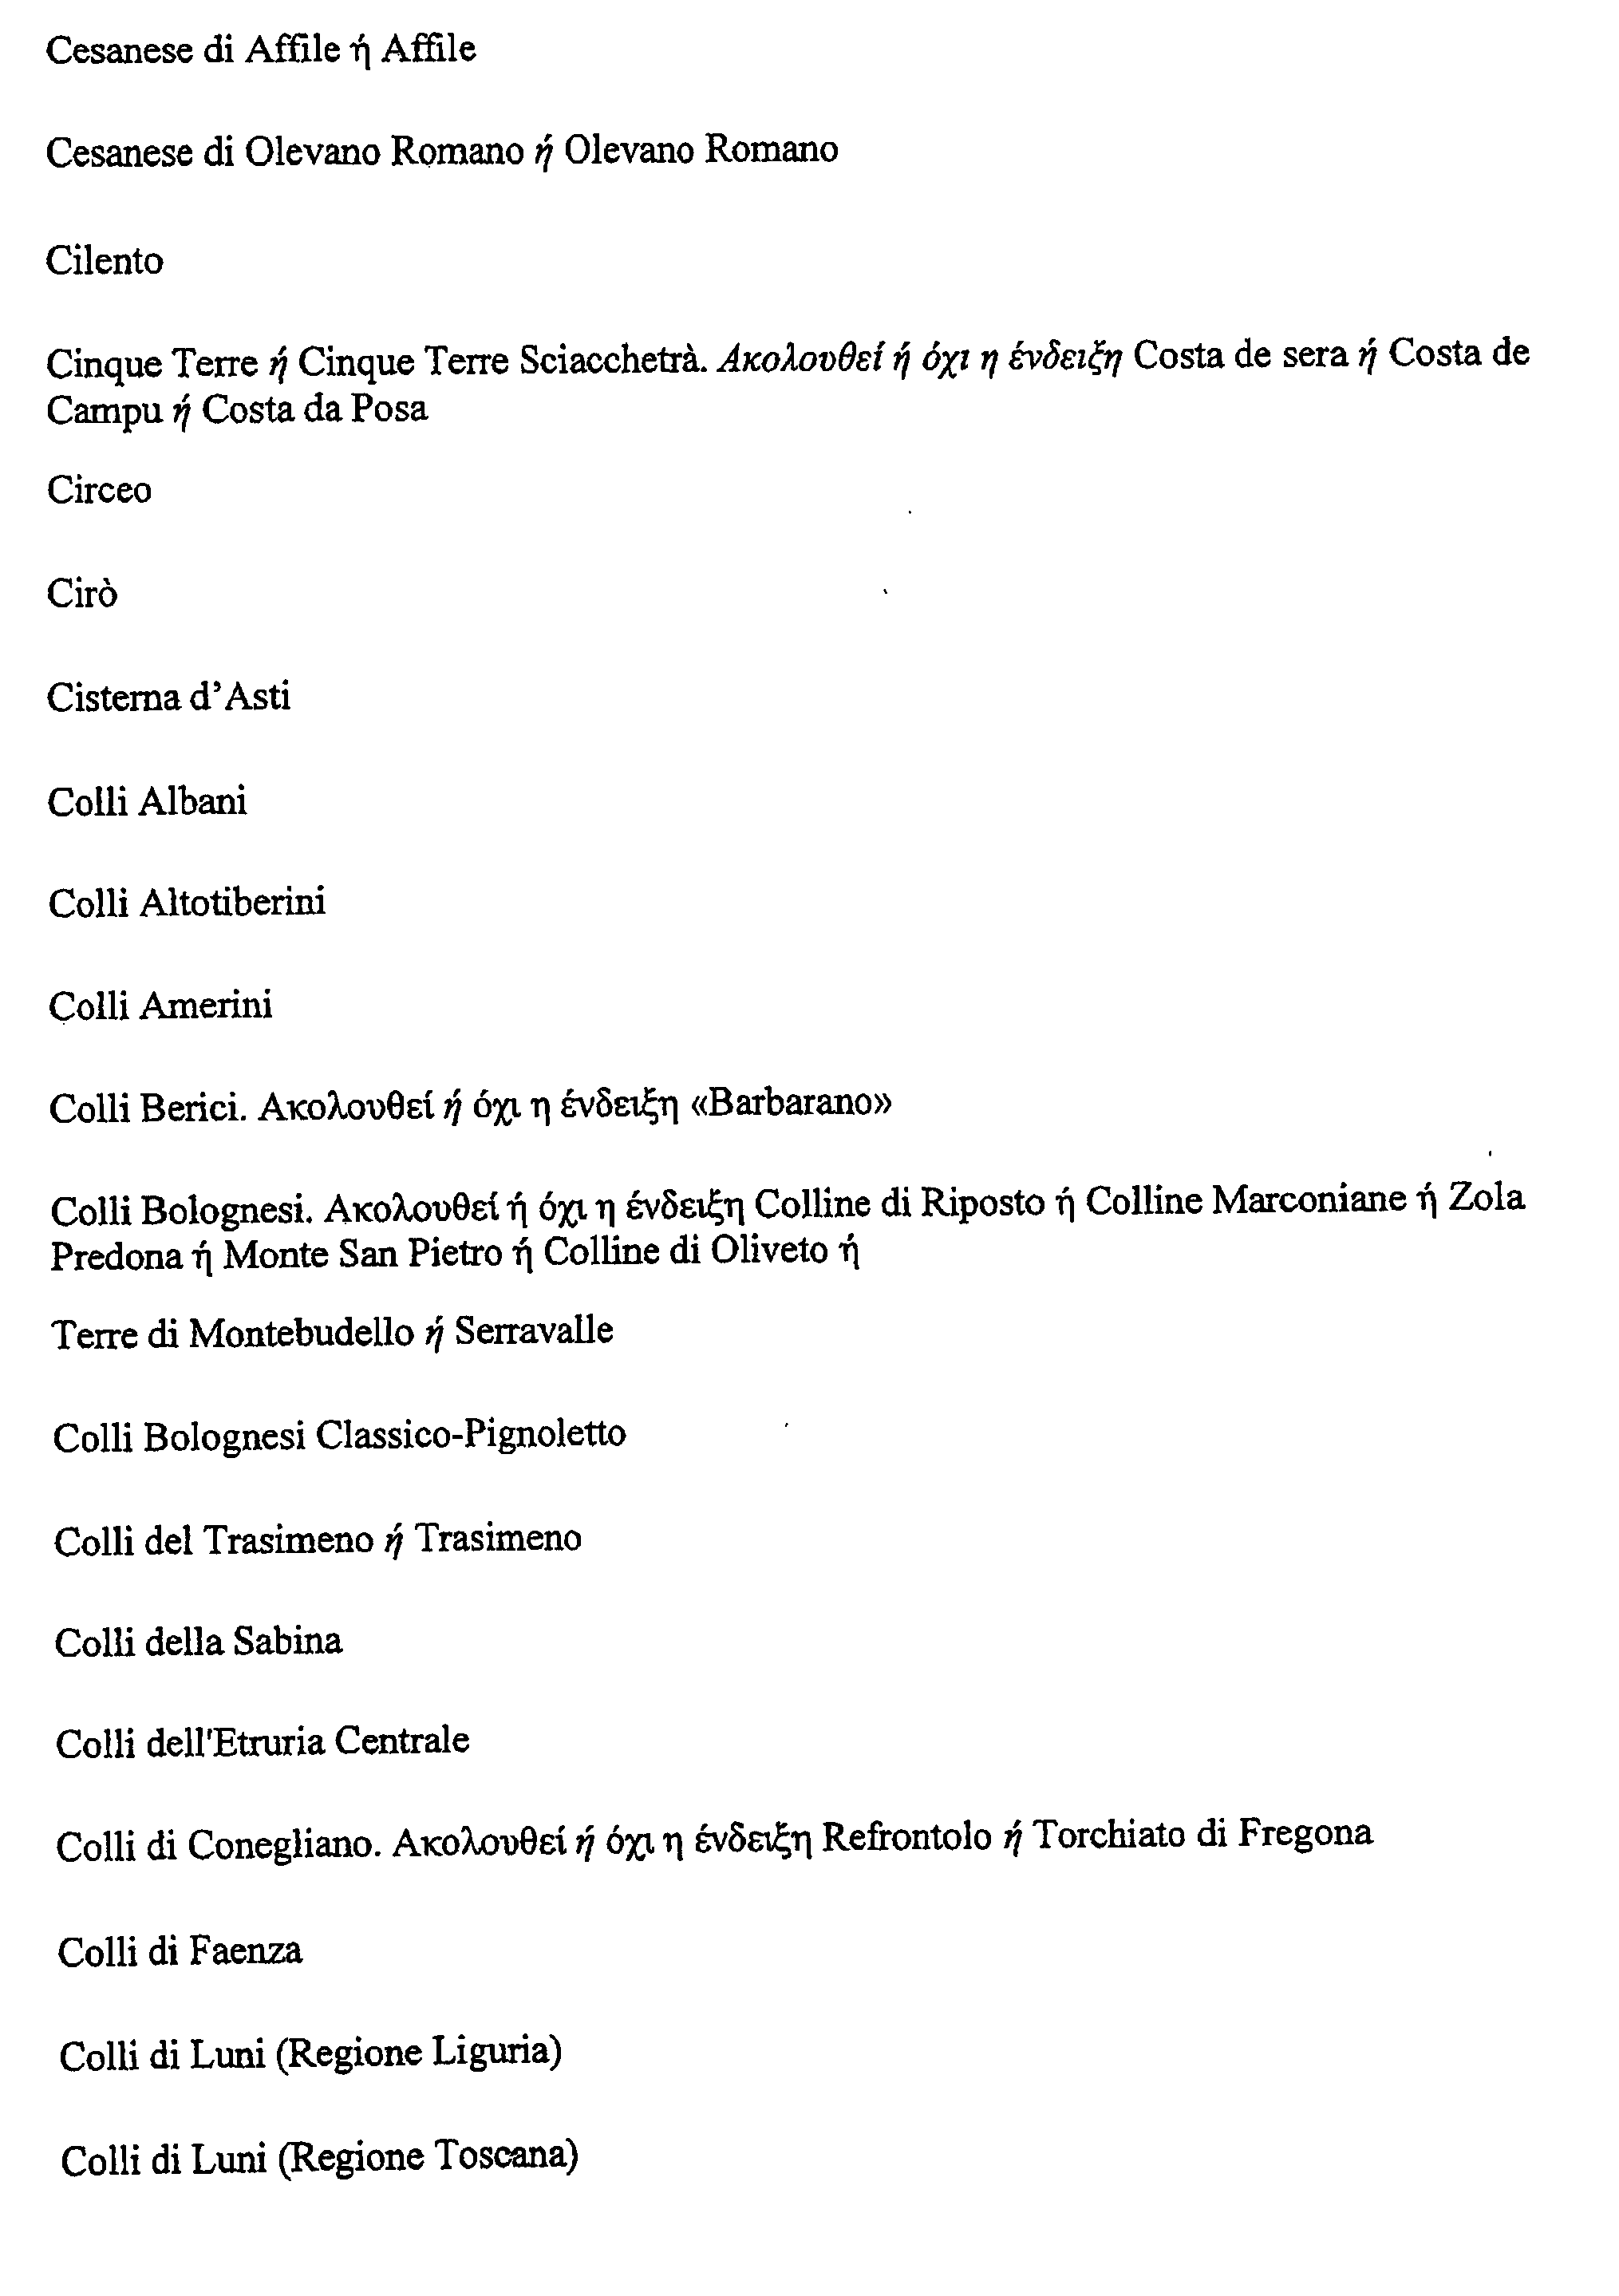 Cesanese di Affile ή Affile
Cesanese di Olevano Romano ή Olevano Romano
Cilento
Cinque Terre ή Cinque Terre Sciacchetrà. Ακολουθεί ή όχι η ένδειξη Costa de sera ή Costa de
Campu ή Costa da Posa
Circeo
Cirò
Cisterna d’Asti
Colli Albani
Colli Altotiberini
Colli Amerini
Colli Berici. Ακολουθεί ή όχι η ένδειξη «Barbarano»
Colli Bolognesi. Ακολουθεί ή όχι η ένδειξη Colline di Riposto ή Colline Marconiane ή Zola
Predona ή Monte San Pietro ή Colline di Oliveto ή
Terre di Montebudello ή Serravalle
Colli Bolognesi Classico-Pignoletto
Colli del Trasimeno ή Trasimeno
Colli della Sabina
Colli dell'Etruria Centrale
Colli di Conegliano. Ακολουθεί ή όχι η ένδειξη Refrontolo ή Torchiato di Fregona
Colli di Faenza
Colli di Luni (Regione Liguria)
Colli di Luni (Regione Toscana)